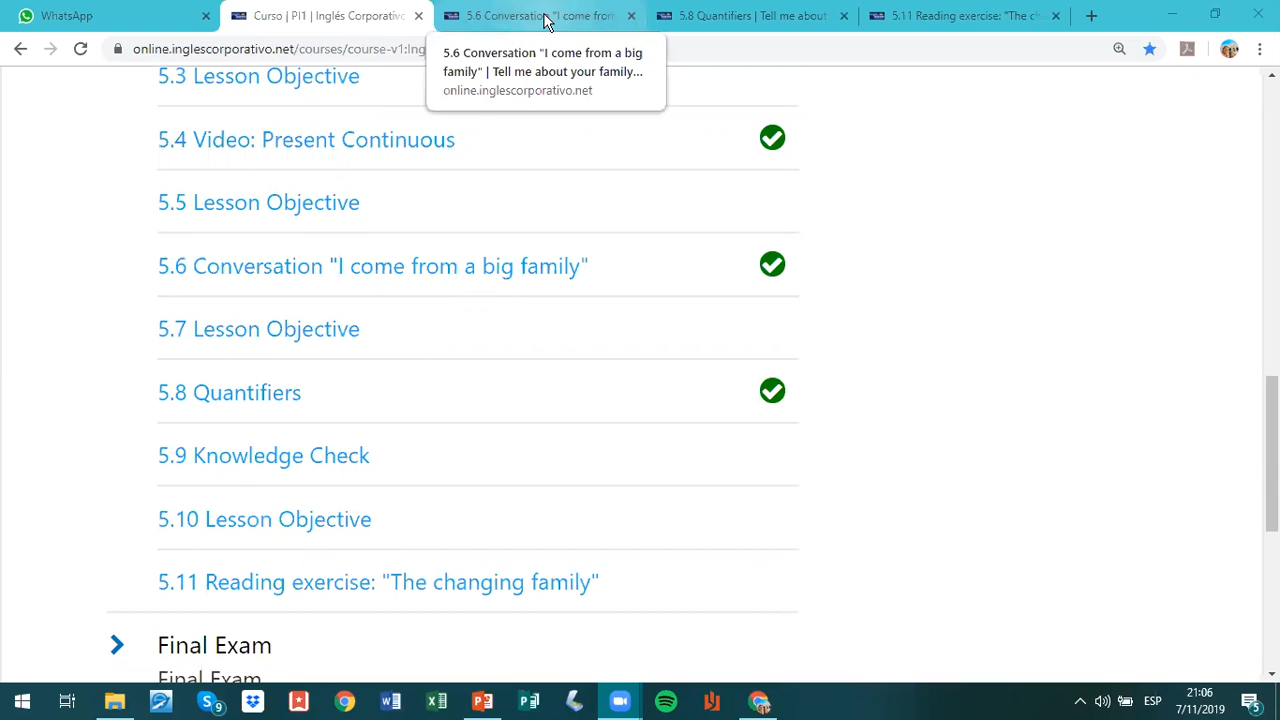 WhatsApp
Curso | PI1 | Inglés Corporativo
5.6 Conversation "I come from
5.8 Quantifiers | Tell me about
5.11 Reading exercise: "The ch
online.inglescorporativo.net/courses/course-v1:Ing
5.6 Conversation "I come from a big
family" | Tell me about your family...
online.inglescorporativo.net
5.3 Lesson Objective
5.4 Video: Present Continuous
5.5 Lesson Objective
5.6 Conversation "I come from a big family"
5.7 Lesson Objective
5.8 Quantifiers
5.9 Knowledge Check
5.10 Lesson Objective
5.11 Reading exercise: "The changing family"
Final Exam
Final Exam
9
ESP
21:06
7/11/2019
5